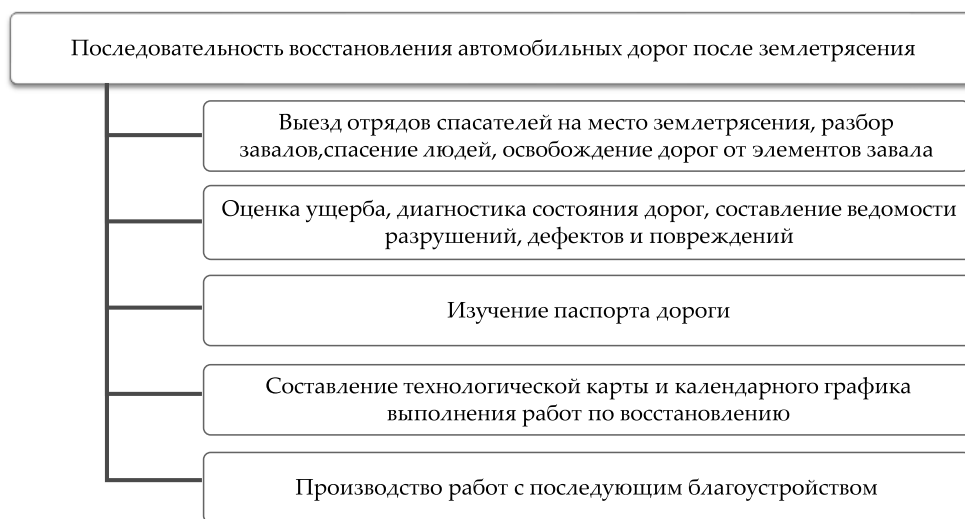 Последовательность восстановления автомобильных дорог после землетрясения
Выезд отрядов спасателей на место землетрясения, разбор
завалов,спасение людей, освобождение дорог от элементов завала
Оценка ущерба, диагностика состояния дорог, составление ведомости
разрушений, дефектов и повреждений
Изучение паспорта дороги
Составление технологической карты и календарного графика
выполнения работ по восстановлению
Производство работ с последующим благоустройством